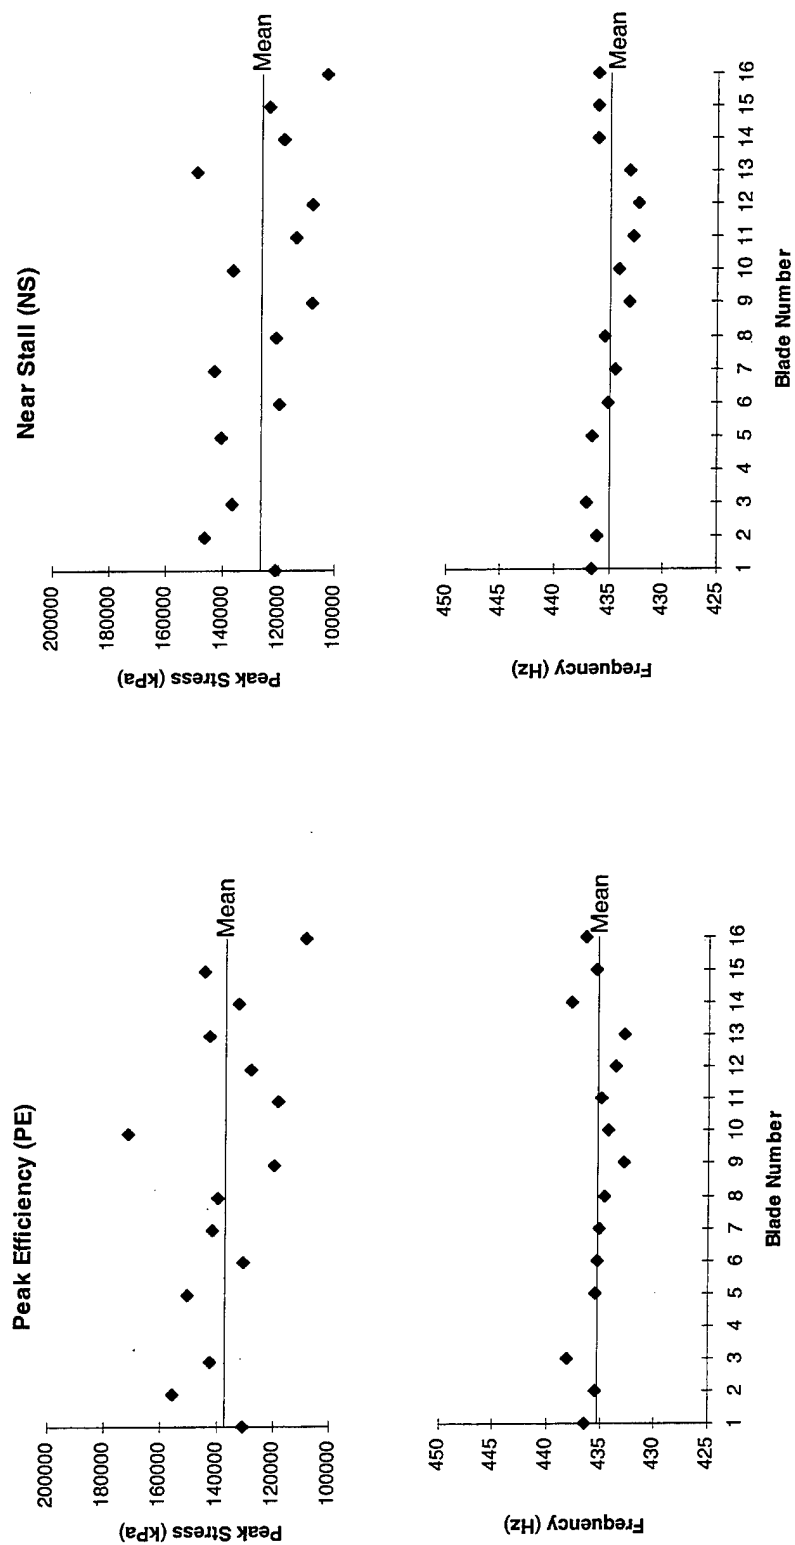 Peak Efficiency (PE)
Peak Stress (kPa)
200000
180000
160000
140000
120000
100000
Mean
Frequency (Hz)
450
445
440
435
430
425
Mean
1 2 3 4 5 6 7 8 9 10 11 12 13 14 15 16
Blade Number
Near Stall (NS)
Peak Stress (kPa)
200000
180000
160000
140000
120000
100000
Mean
Frequency (Hz)
450
445
440
435
430
425
Mean
1 2 3 4 5 6 7 8 9 10 11 12 13 14 15 16
Blade Number